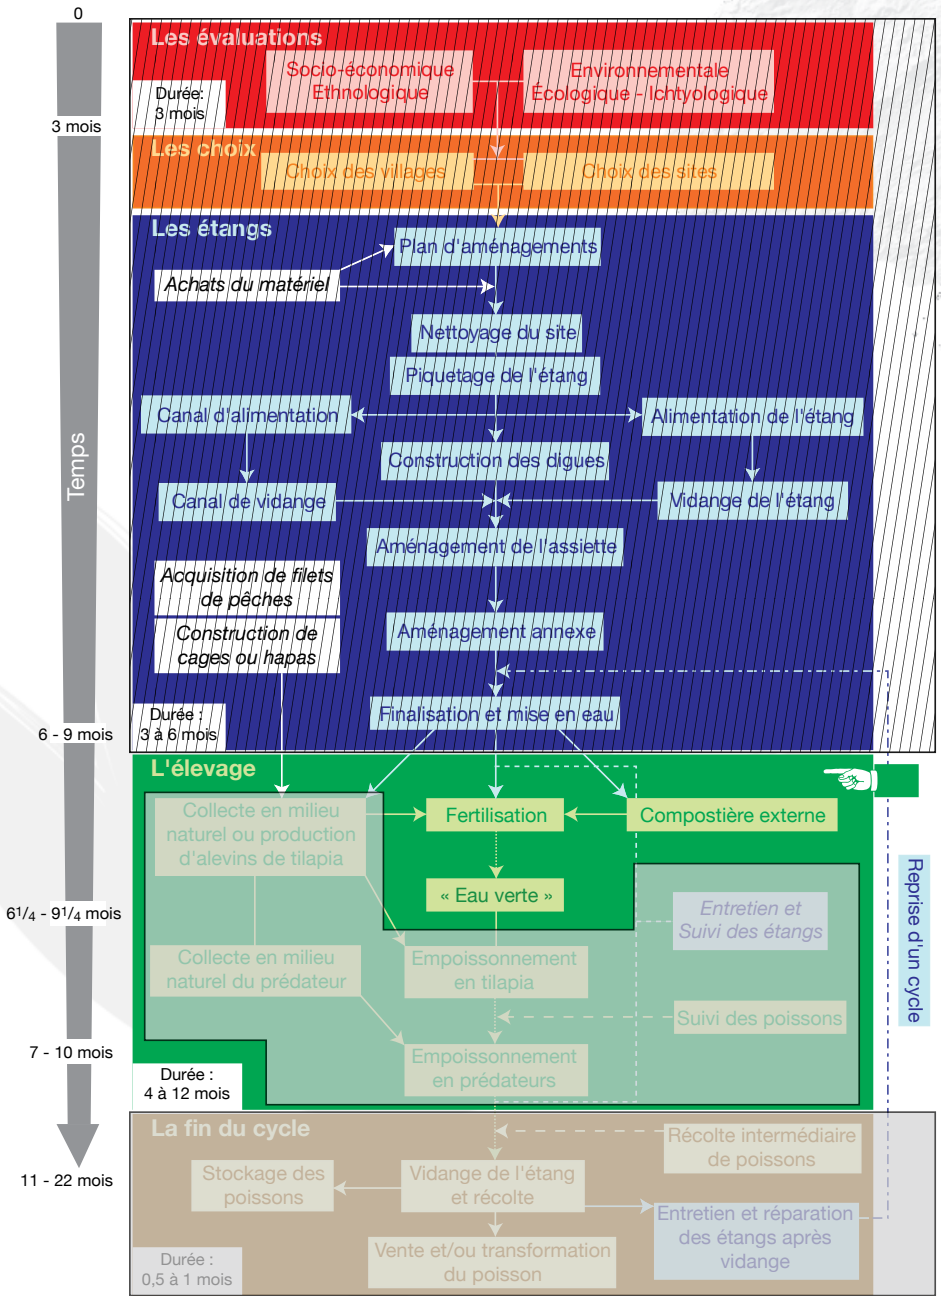 0
Les évaluations
Socio-économique
Ethnologique
Environnementale
Écologique - Ichtyologique
Durée:
3 mois
3 mois
Les choix
Choix des villages
Choix des sites
Les étangs
Plan d'aménagements
Achats du matériel
Nettoyage du site
Piquetage de l'étang
Canal d'alimentation
Alimentation de l'étang
Temps
Construction des digues
Canal de vidange
Vidange de l'étang
Aménagement de l'assiette
Acquisition de filets
de pêches
Construction de
cages ou hapas
Aménagement annexe
Finalisation et mise en eau
Durée :
3 à 6 mois
6 - 9 mois
L'élevage
Collecte en milieu
naturel ou production
d'alevins de tilapia
Fertilisation
Compostière externe
« Eau verte »
6 1/4 - 9 1/4 mois
Entretien et
Suivi des étangs
Reprise d'un cycle
Collecte en milieu
naturel du prédateur
Empoissonnement
en tilapia
Suivi des poissons
7 - 10 mois
Empoissonnement
en prédateurs
Durée :
4 à 12 mois
La fin du cycle
Récolte intermédiaire
de poissons
11 - 22 mois
Stockage des
poissons
Vidange de l'étang
et récolte
Entretien et réparation
des étangs après
vidange
Vente et/ou transformation
du poisson
Durée :
0,5 à 1 mois